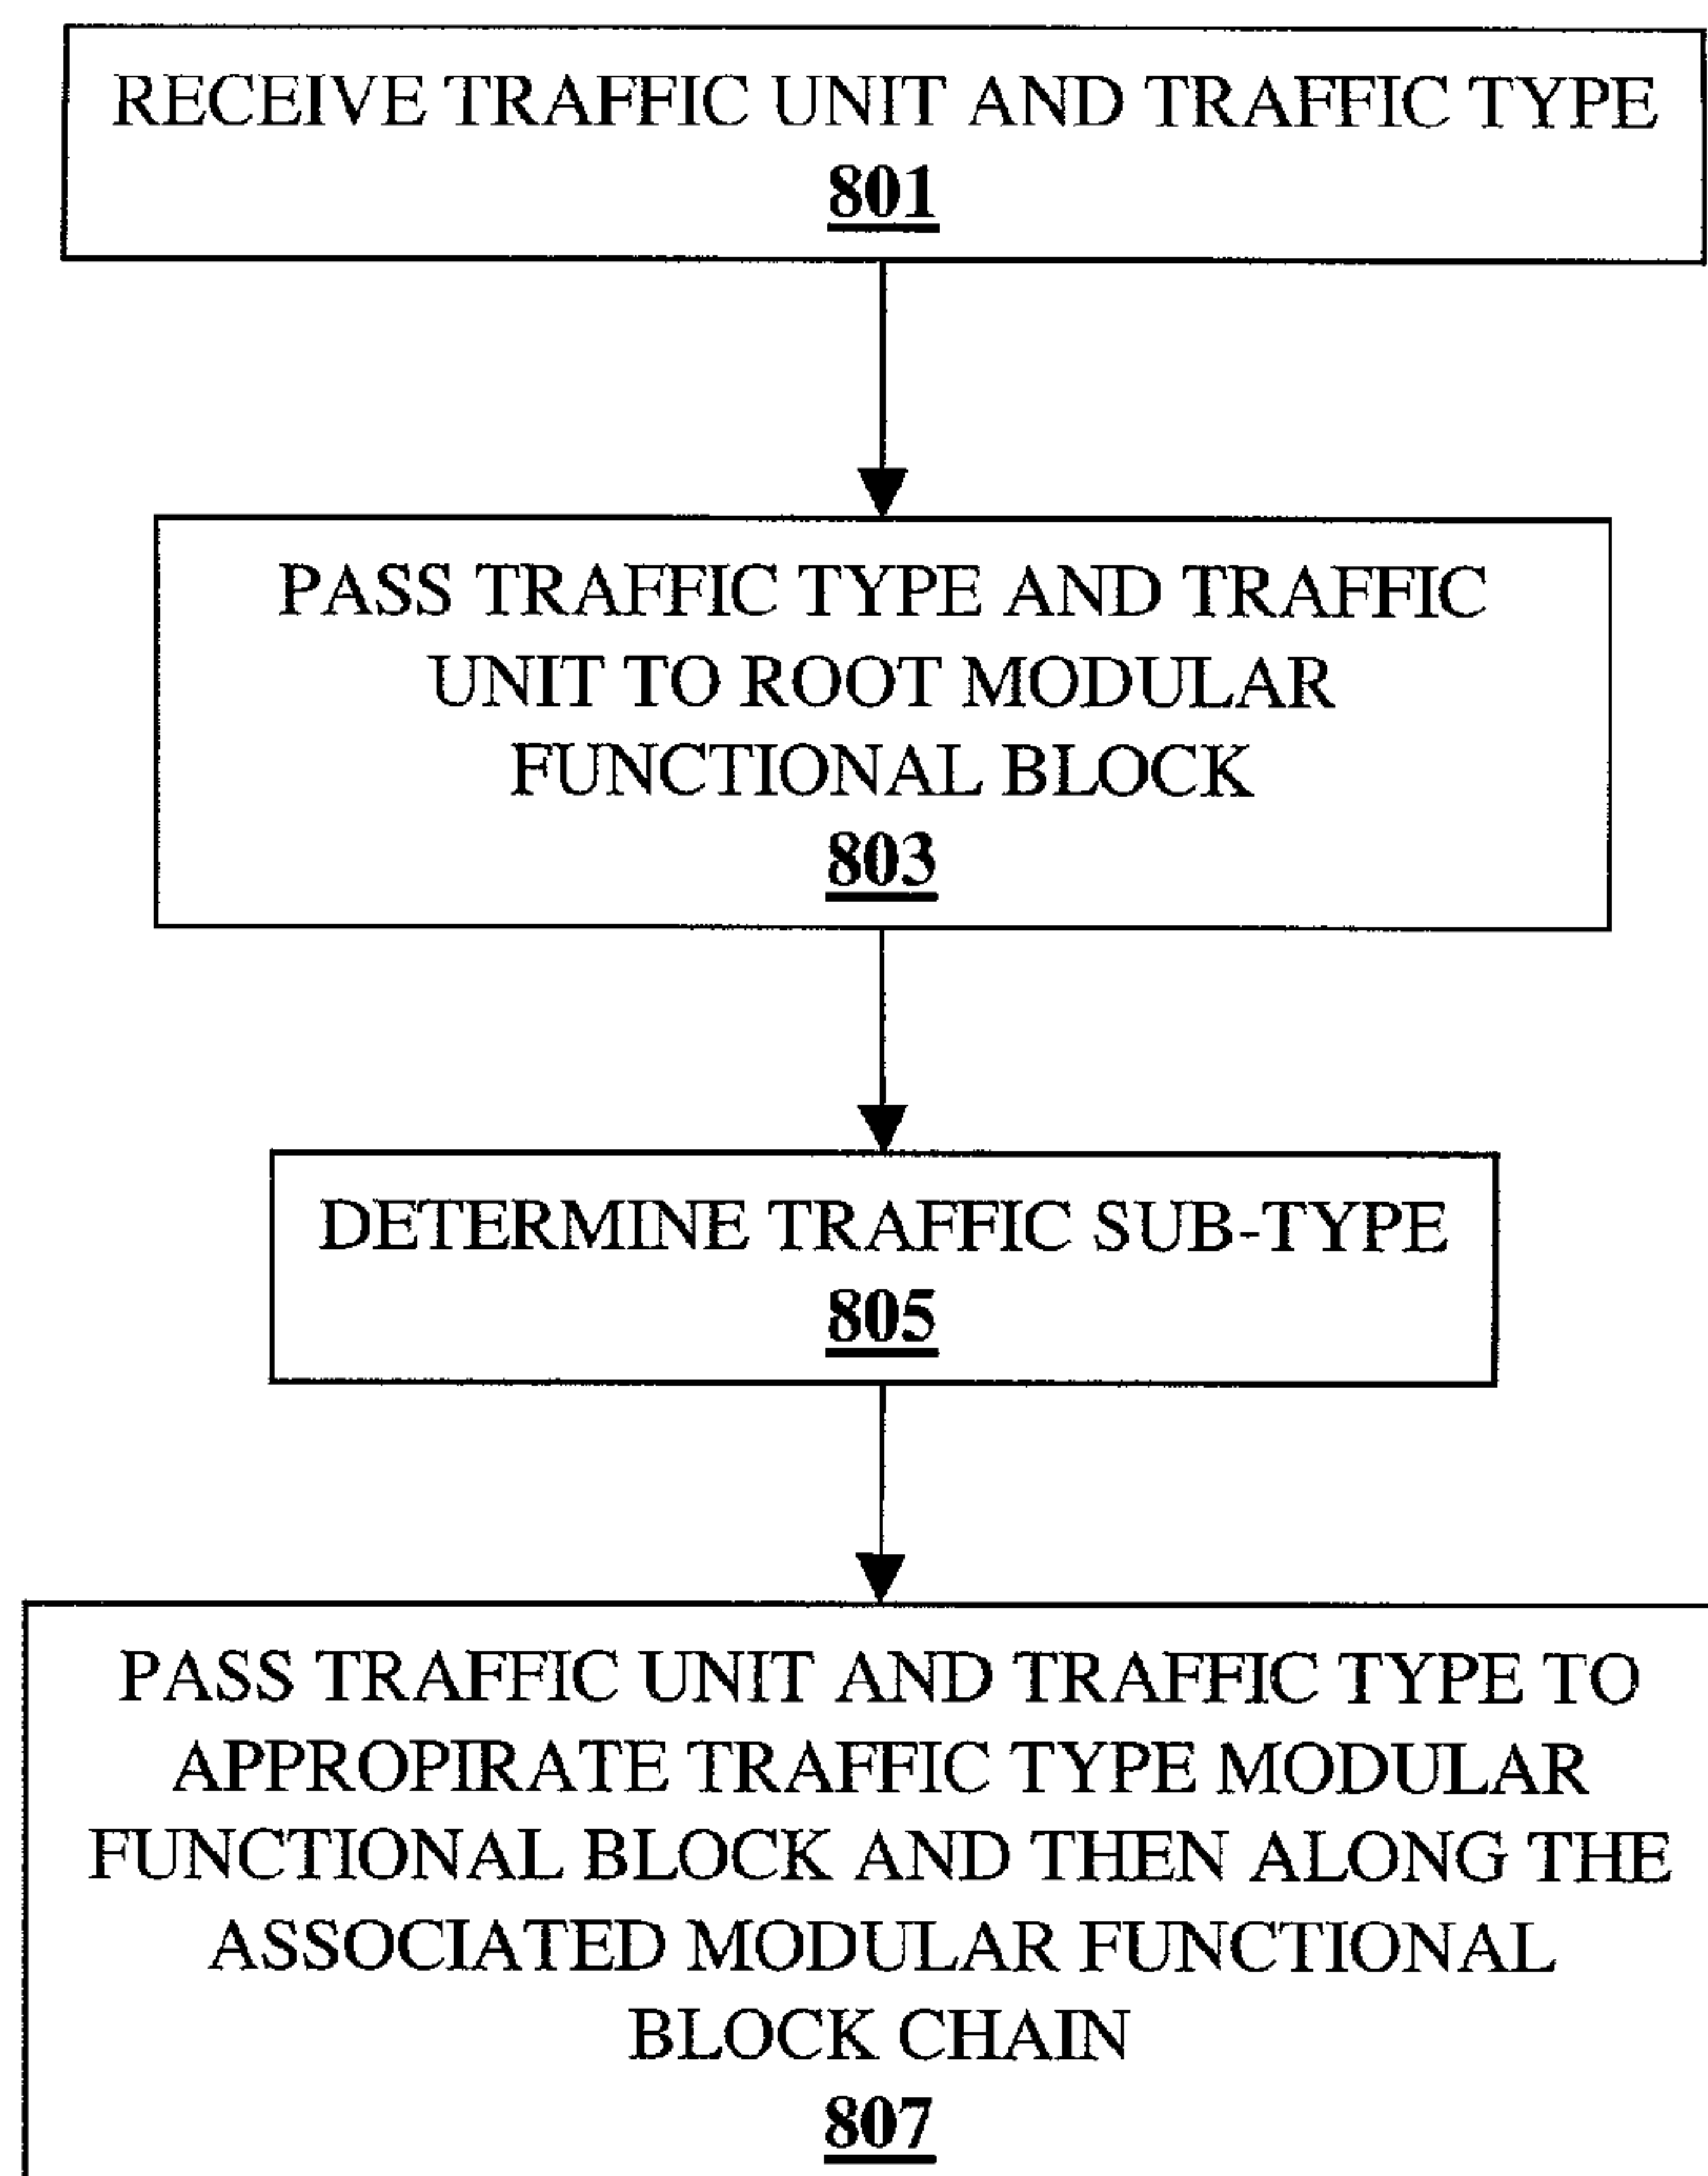 RECEIVE TRAFFIC UNIT AND TRAFFIC TYPE
801
PASS TRAFFIC TYPE AND TRAFFIC
UNIT TO ROOT MODULAR
FUNCTIONAL BLOCK
803
DETERMINE TRAFFIC SUB-TYPE
805
PASS TRAFFIC UNIT AND TRAFFIC TYPE TO
APPROPIRATE TRAFFIC TYPE MODULAR
FUNCTIONAL BLOCK AND THEN ALONG THE
ASSOCIATED MODULAR FUNCTIONAL
BLOCK CHAIN
807